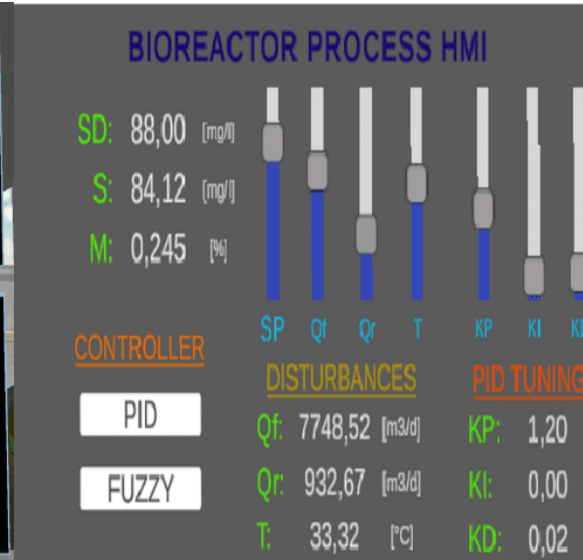 BIOREACTOR PROCESS HMI
SD: 88,00 [mg/l]
S: 84,12 [mg/l]
M: 0,245 [%]
SP Qf Qr T KP KI
CONTROLLER
PID
FUZZY
DISTURBANCES
Qf: 7748,52 [m3/d]
Qr: 932,67 [m3/d]
T: 33,32 [°C]
PID TUNING
KP: 1,20
KI: 0,00
KD: 0,02